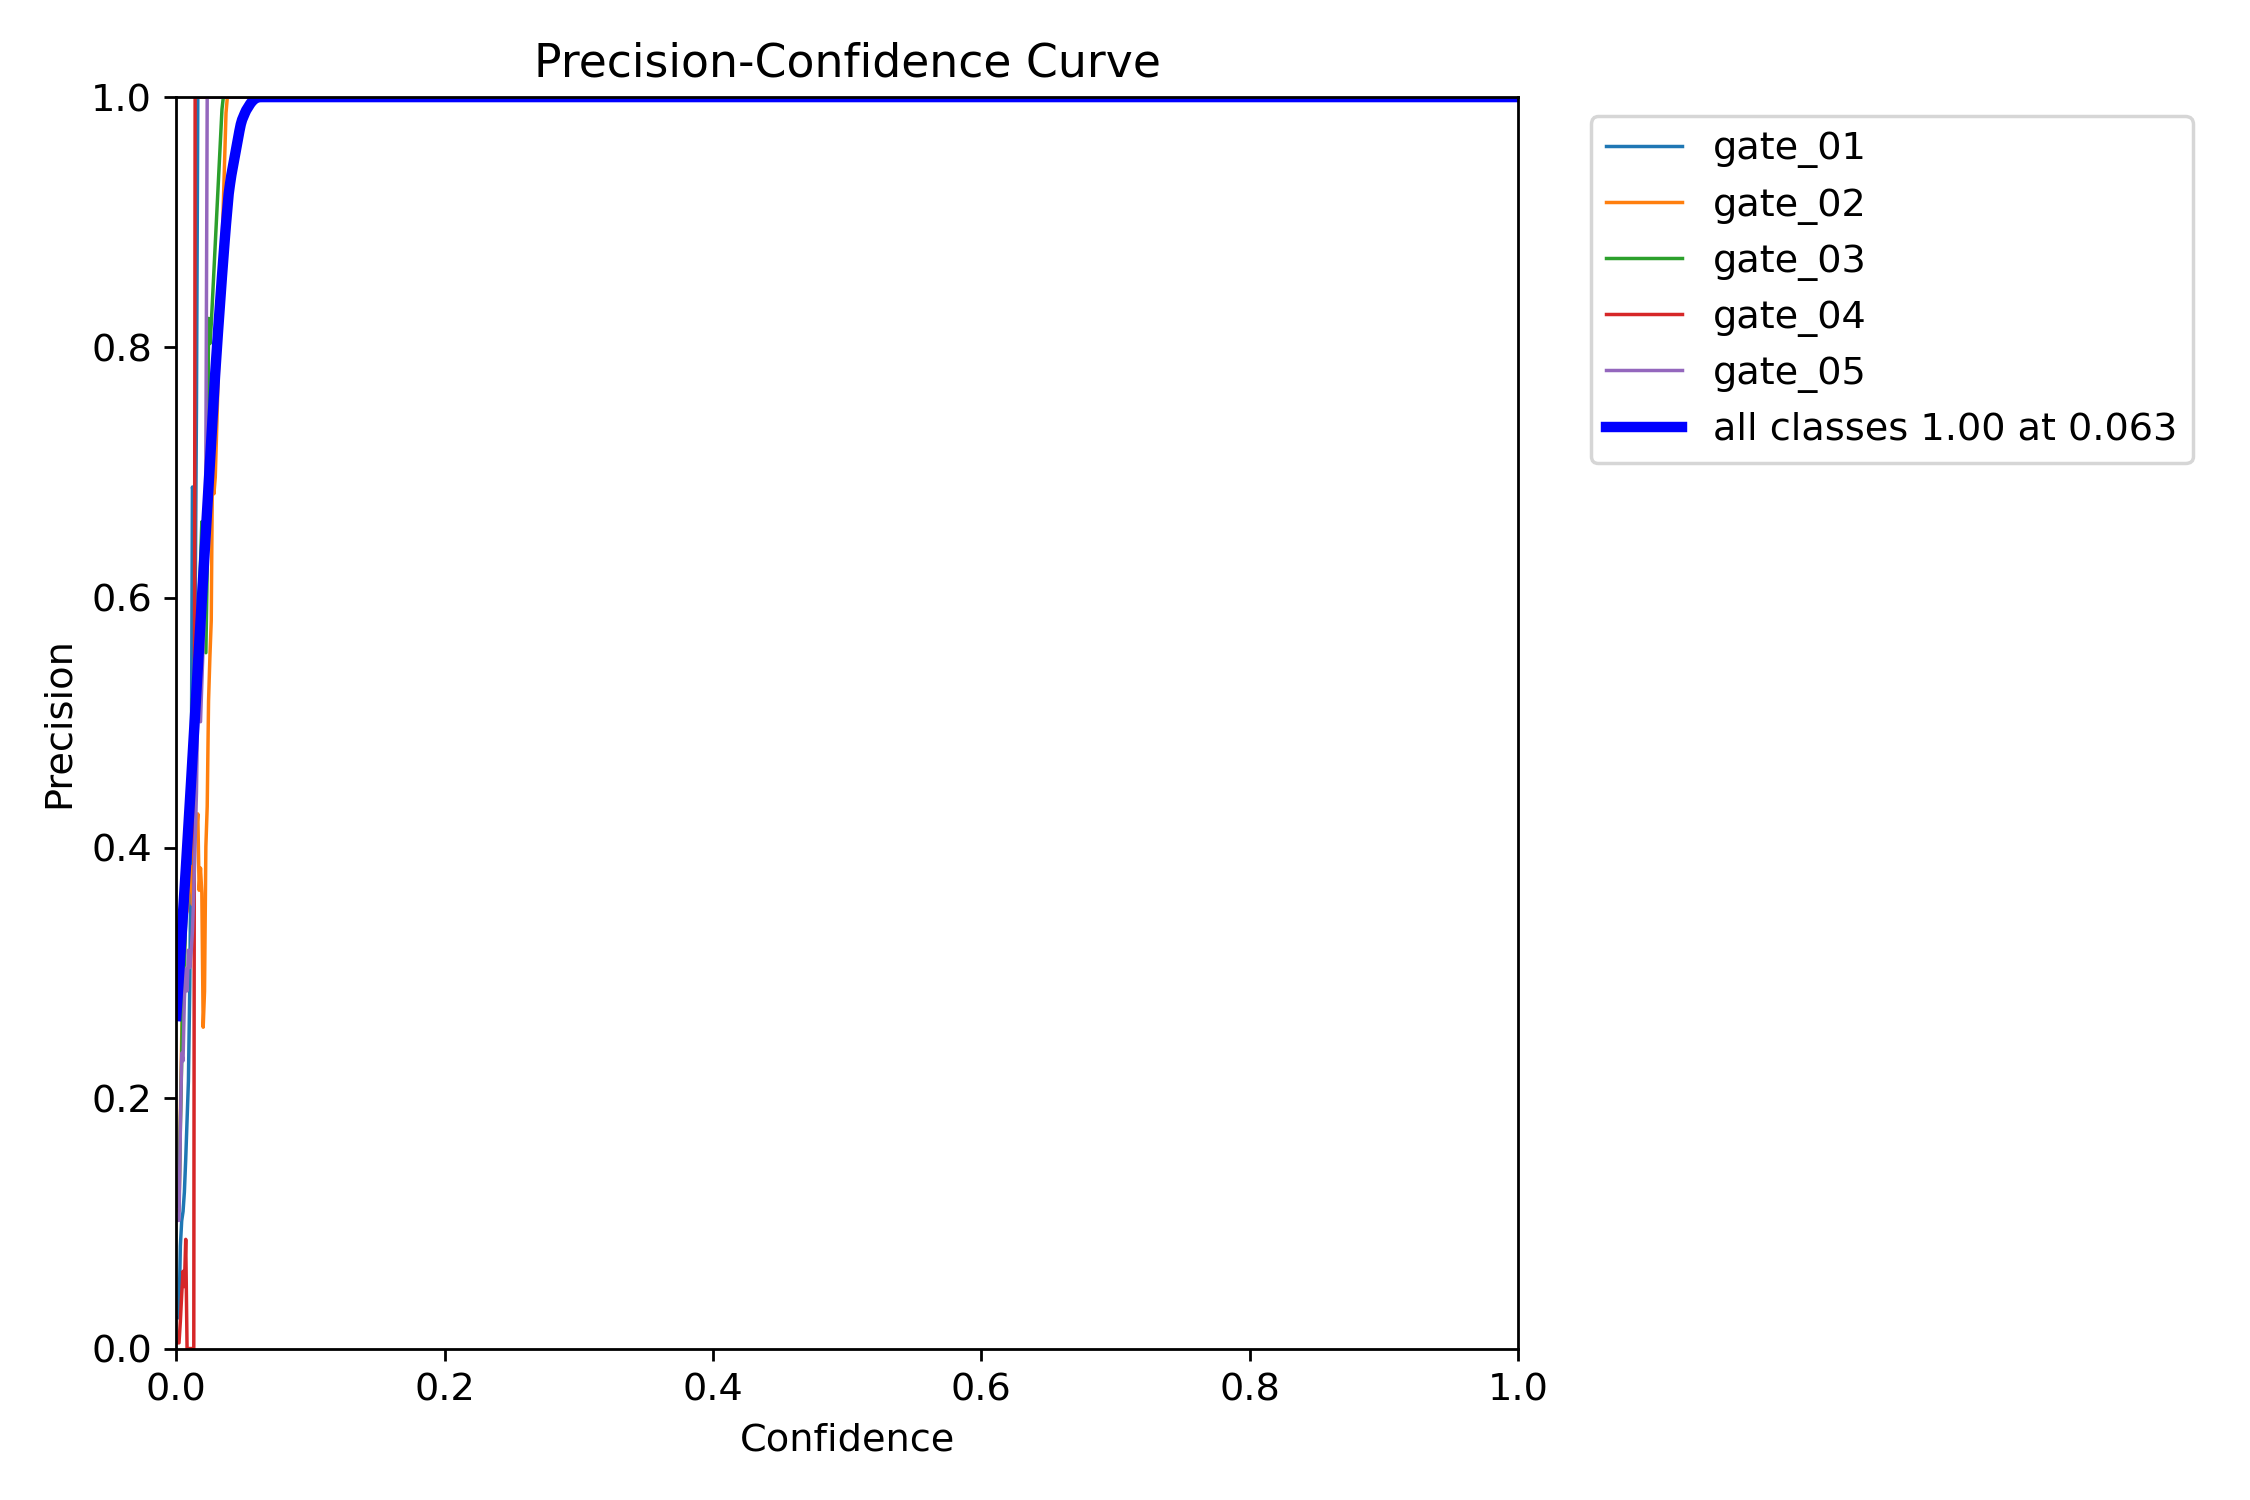 Precision-Confidence Curve
1.0
0.8
0.6
0.4
0.2
0.0
Precision
0.0 0.2 0.4 0.6 0.8 1.0
Confidence
gate_01
gate_02
gate_03
gate_04
gate_05
all classes 1.00 at 0.063